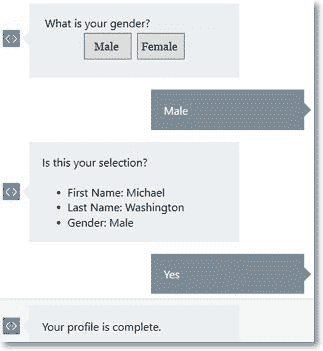 What is your gender?
Male Female
Male
Is this your selection?
• First Name: Michael
• Last Name: Washington
• Gender: Male
Yes
Your profile is complete.